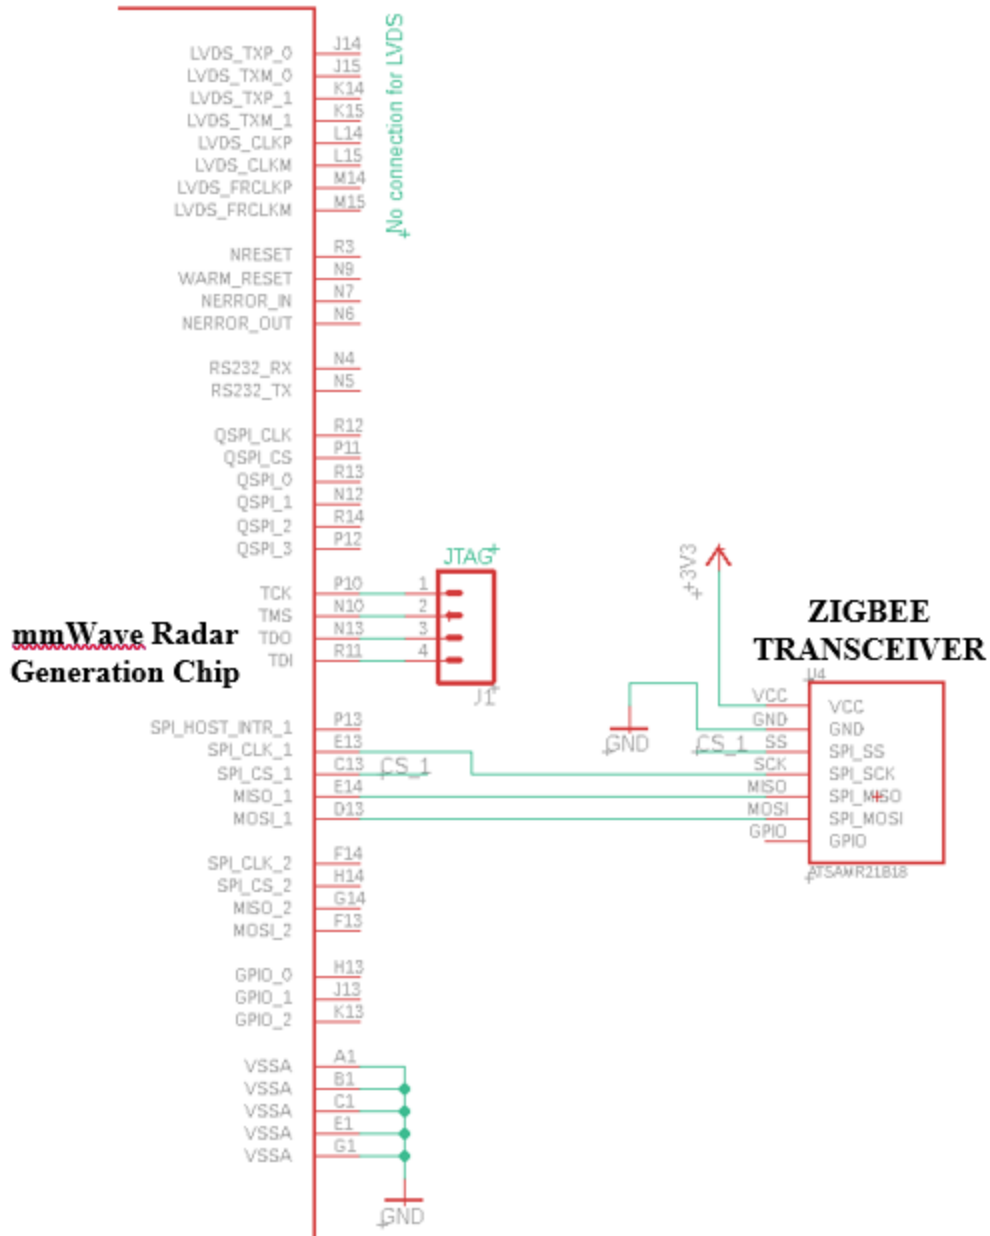 No connection for LVDS
LVDS_TXP_0 J14
LVDS_TXM_0 J15
LVDS_TXP_1 K14
LVDS_TXM_1 K15
LVDS_CLKP L14
LVDS_CLKM L15
LVDS_FRCLKP M14
LVDS_FRCLKM M15
NRESET R3
WARM_RESET N9
NERROR_IN N7
NERROR_OUT N6
RS232_RX N4
RS232_TX N5
QSPI_CLK R12
QSPI_CS P11
QSPI_0 R13
QSPI_1 N12
QSPI_2 R14
QSPI_3 P12
JTAG
TCK P10 1
TMS N10 2
TDO N13 3
TDI R11 4
J1
mmWave Radar
Generation Chip
SPI_HOST_INTR_1 P13
SPI_CLK_1 E13
SPI_CS_1 C13 CS_1
MISO_1 E14
MOSI_1 D13
SPI_CLK_2 F14
SPI_CS_2 H14
MISO_2 G14
MOSI_2 F13
GPIO_0 H13
GPIO_1 J13
GPIO_2 K13
VSSA A1
VSSA B1
VSSA C1
VSSA E1
VSSA G1
GND
+3V3
ZIGBEE
TRANSCEIVER
U4
VCC VCC
GND GND GND
CS_1 SS SPI_SS
SCK SPI_SCK
MISO SPI_MISO
MOSI SPI_MOSI
GPIO GPIO
ATSAMR21B18